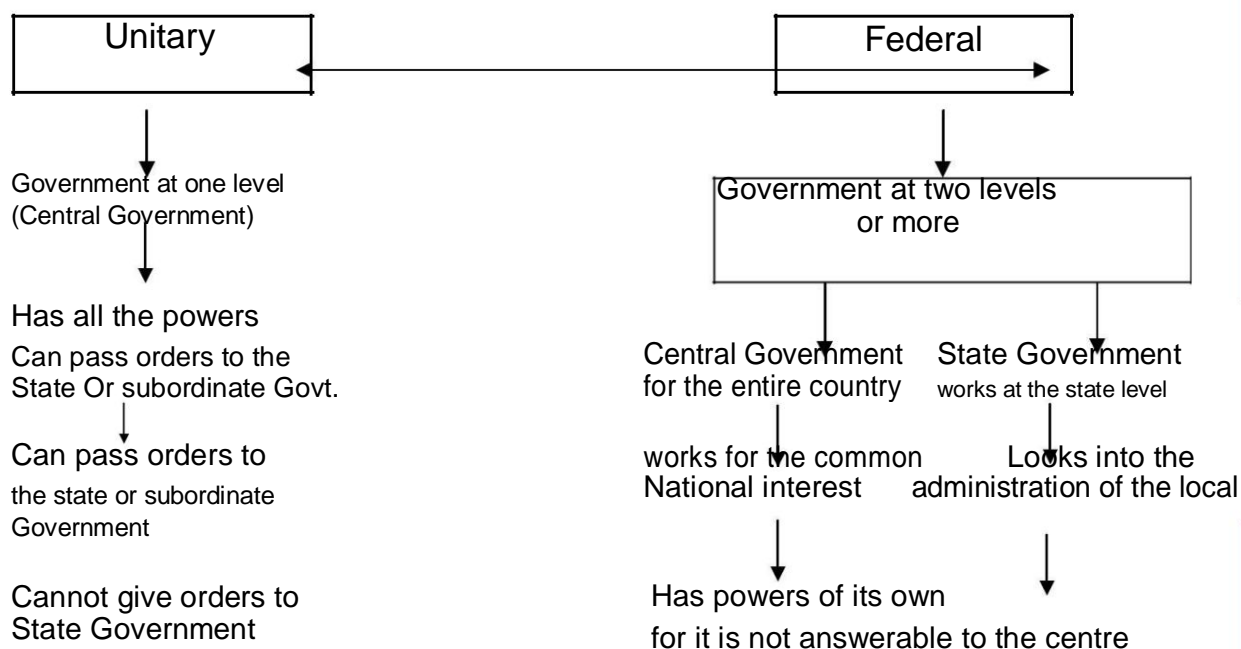 Unitary
Federal
Government at one level
(Central Government)
Government at two levels
or more
Has all the powers
Can pass orders to the
State Or subordinate Govt.
Central Government
for the entire country
State Government
works at the state level
Can pass orders to
the state or subordinate
Government
works for the common
National interest
Looks into the
administration of the local
Cannot give orders to
State Government
Has powers of its own
for it is not answerable to the centre